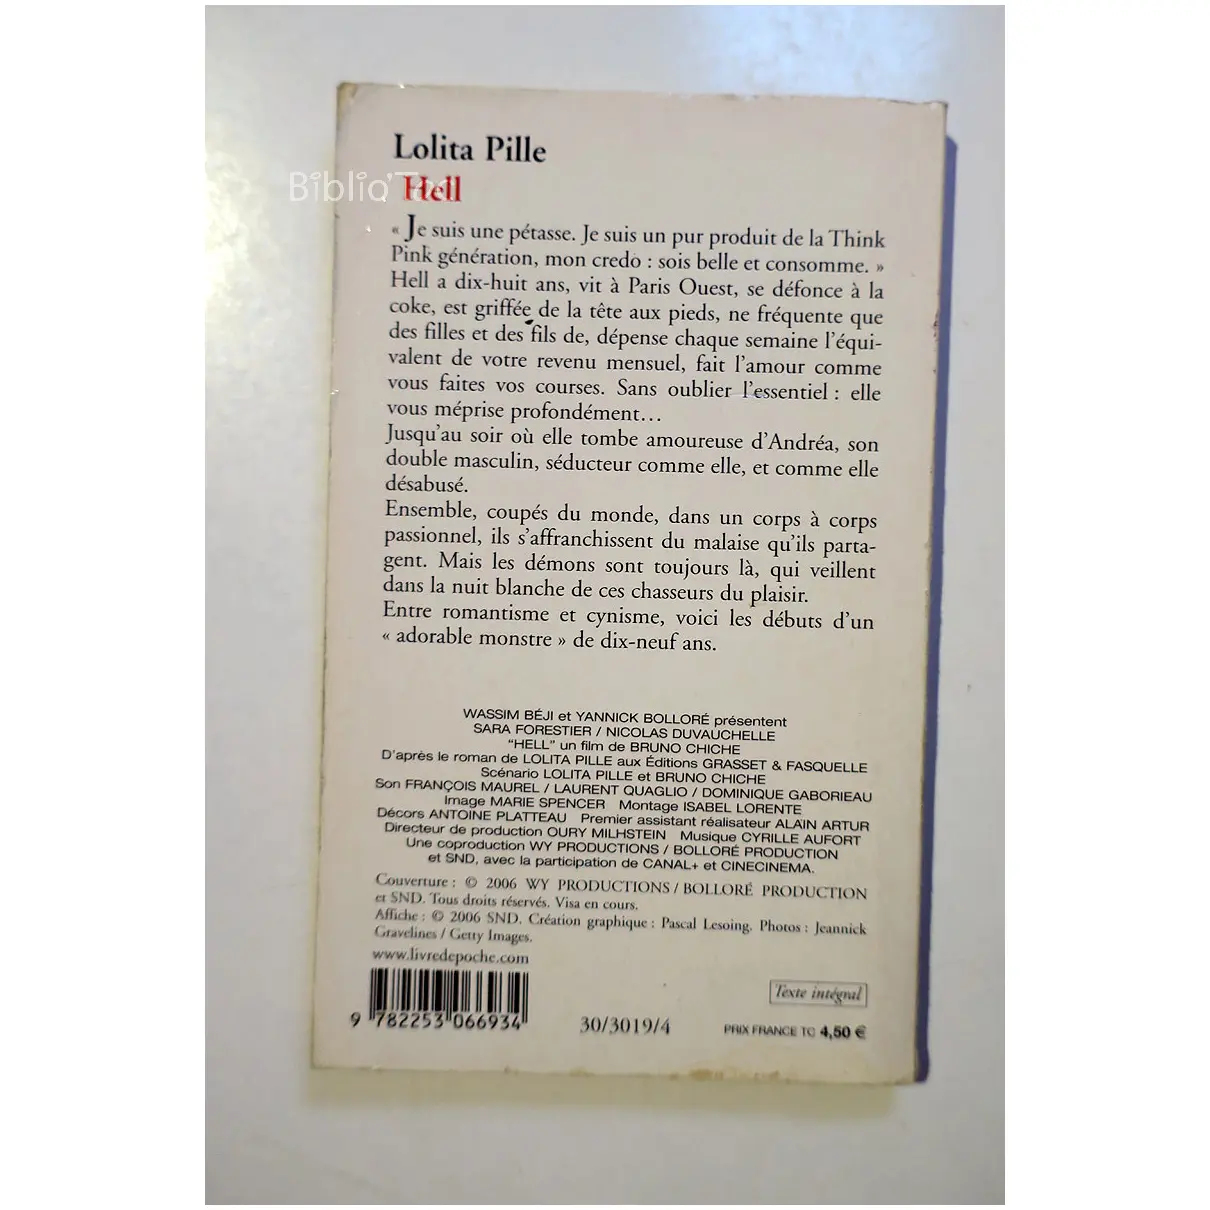 Lolita Pille
Biblio'Toc
Hell
« Je suis une pétasse. Je suis un pur produit de la Think
Pink génération, mon credo : sois belle et consomme. »
Hell a dix-huit ans, vit à Paris Ouest, se défonce à la
coke, est griffée de la tête aux pieds, ne fréquente que
des filles et des fils de, dépense chaque semaine l'équi-
valent de votre revenu mensuel, fait l'amour comme
vous faites vos courses. Sans oublier l'essentiel : elle
vous méprise profondément...
Jusqu'au soir où elle tombe amoureuse d'Andréa, son
double masculin, séducteur comme elle, et comme elle
désabusé.
Ensemble, coupés du monde, dans un corps à corps
passionnel, ils s'affranchissent du malaise qu'ils parta-
gent. Mais les démons sont toujours là, qui veillent
dans la nuit blanche de ces chasseurs du plaisir.
Entre romantisme et cynisme, voici les débuts d'un
« adorable monstre » de dix-neuf ans.
WASSIM BÉJI et YANNICK BOLLORÉ présentent
SARA FORESTIER / NICOLAS DUVAUCHELLE
"HELL" un film de BRUNO CHICHE
D'après le roman de LOLITA PILLE aux Éditions GRASSET & FASQUELLE
Scénario LOLITA PILLE et BRUNO CHICHE
Son FRANÇOIS MAUREL / LAURENT QUAGLIO / DOMINIQUE GABORIEAU
Image MARIE SPENCER Montage ISABEL LORENTE
Décors ANTOINE PLATTEAU Premier assistant réalisateur ALAIN ARTUR
Directeur de production OURY MILHSTEIN Musique CYRILLE AUFORT
Une coproduction WY PRODUCTIONS / BOLLORÉ PRODUCTION
et SND, avec la participation de CANAL+ et CINECINEMA.
Couverture : © 2006 WY PRODUCTIONS / BOLLORÉ PRODUCTION
et SND. Tous droits réservés. Visa en cours.
Affiche : © 2006 SND. Création graphique : Pascal Lesoing. Photos : Jeannick
Gravelines / Getty Images.
www.livredepoche.com
Texte intégral
9 782253 066934
30/3019/4
PRIX FRANCE TC 4,50 €